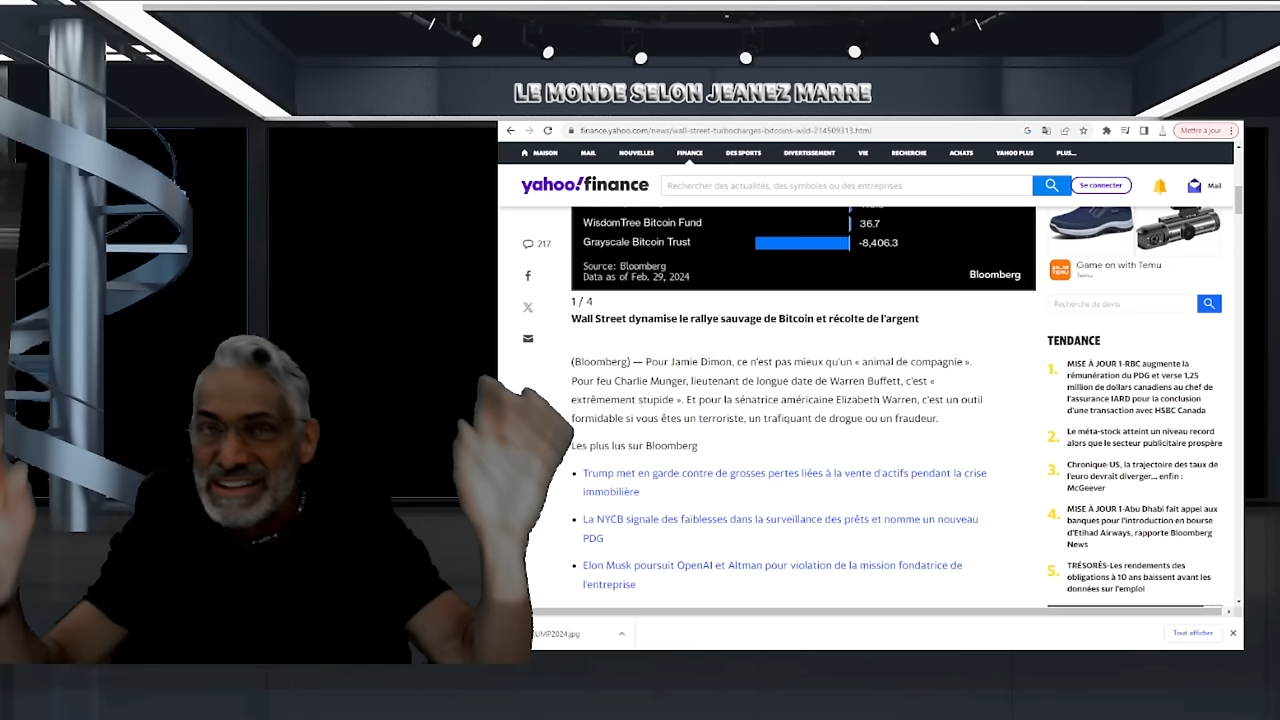 LE MONDE SELON JEANEZ MARRE
finance.yahoo.com/news/wall-street-turbocharges-bitcoins-wild-214509313.html
Mettre à jour
MAISON MAIL NOUVELLES FINANCE DES SPORTS DIVERTISSEMENT VIE RECHERCHE ACHATS YAHOO PLUS PLUS...
yahoo!finance
Rechercher des actualités, des symboles ou des entreprises
Se connecter
Mail
217
WisdomTree Bitcoin Fund 36.7
Grayscale Bitcoin Trust -8,406.3
Source: Bloomberg
Data as of Feb. 29, 2024
Bloomberg
1 / 4
Wall Street dynamise le rallye sauvage de Bitcoin et récolte de l'argent
(Bloomberg) — Pour Jamie Dimon, ce n'est pas mieux qu'un « animal de compagnie ».
Pour feu Charlie Munger, lieutenant de longue date de Warren Buffett, c'est «
extrêmement stupide ». Et pour la sénatrice américaine Elizabeth Warren, c'est un outil
formidable si vous êtes un terroriste, un trafiquant de drogue ou un fraudeur.
Les plus lus sur Bloomberg
Trump met en garde contre de grosses pertes liées à la vente d'actifs pendant la crise
immobilière
La NYCB signale des faiblesses dans la surveillance des prêts et nomme un nouveau
PDG
Elon Musk poursuit OpenAI et Altman pour violation de la mission fondatrice de
l'entreprise
Game on with Temu
Temu
Recherche de devis
TENDANCE
1. MISE À JOUR 1-RBC augmente la
rémunération du PDG et verse 1,25
million de dollars canadiens au chef de
l'assurance IARD pour la conclusion
d'une transaction avec HSBC Canada
2. Le méta-stock atteint un niveau record
alors que le secteur publicitaire prospère
3. Chronique-US, la trajectoire des taux de
l'euro devrait diverger... enfin :
McGeever
4. MISE À JOUR 1-Abu Dhabi fait appel aux
banques pour l'introduction en bourse
d'Etihad Airways, rapporte Bloomberg
News
5. TRÉSORÉS-Les rendements des
obligations à 10 ans baissent avant les
données sur l'emploi
UMP2024.jpg
Tout afficher